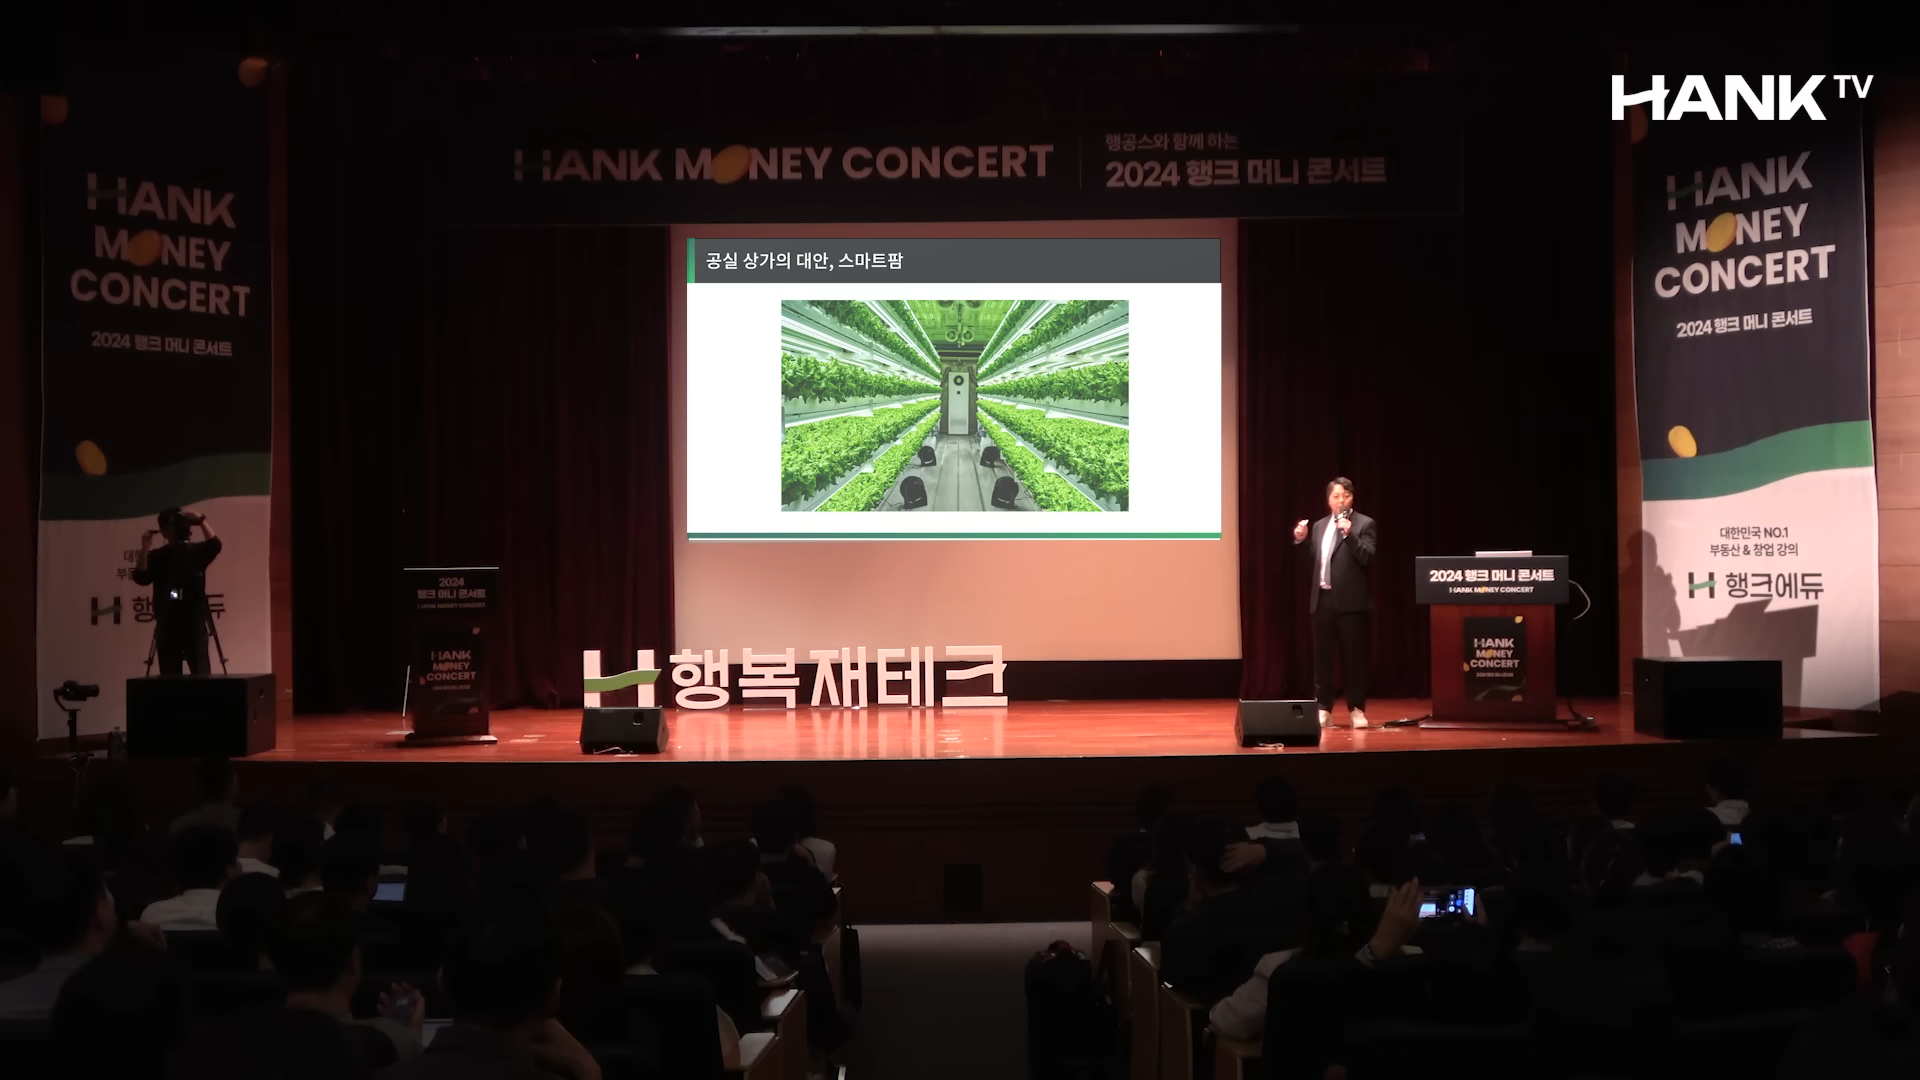 HANK TV
HANK MONEY CONCERT
행공스와 함께 하는
2024 행크 머니 콘서트
HANK
MONEY
CONCERT
2024 행크 머니 콘서트
HANK
MONEY
CONCERT
2024 행크 머니 콘서트
공실 상가의 대안, 스마트팜
대한민국 NO.1
부동산 & 창업 강의
행크에듀
2024
행크 머니 콘서트
HANK MONEY CONCERT
HANK
MONEY
CONCERT
2024 행크 머니 콘서트
HANK MONEY CONCERT
HANK
MONEY
CONCERT
H 행복재테크